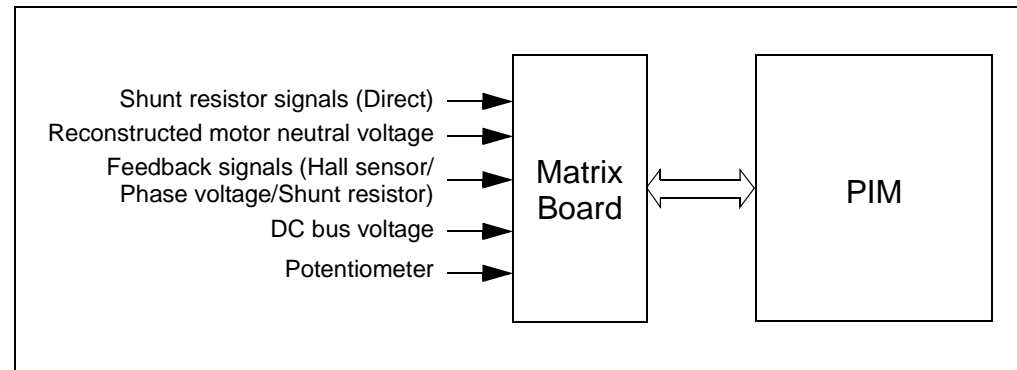 Shunt resistor signals (Direct)
Reconstructed motor neutral voltage
Feedback signals (Hall sensor/
Phase voltage/Shunt resistor)
DC bus voltage
Potentiometer
Matrix
Board
PIM